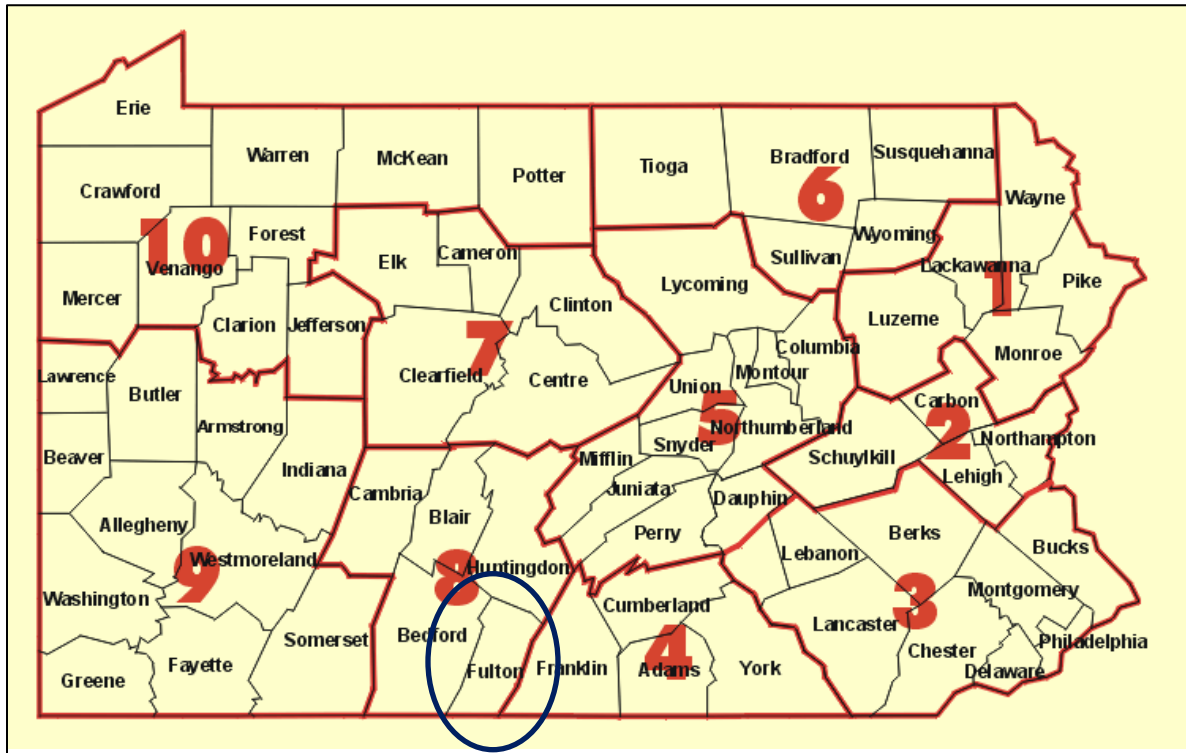 Erie
Warren
McKean
Potter
Tioga
Bradford
Susquehanna
Wayne
Crawford
6
10
Forest
Venango
Elk
Cameron
Sullivan
Wyoming
Lackawanna
1
Pike
Mercer
Clarion
Jefferson
Clinton
Lycoming
Luzerne
Lawrence
Butler
Clearfield
7
Centre
Columbia
Montour
Monroe
Union
5
Carbon
2
Armstrong
Northumberland
Northampton
Snyder
Beaver
Indiana
Mifflin
Schuylkill
Lehigh
Cambria
Juniata
Dauphin
Allegheny
Blair
Perry
Berks
Bucks
Lebanon
Westmoreland
9
8
Huntingdon
Washington
Cumberland
Montgomery
3
Somerset
Bedford
Lancaster
Philadelphia
Greene
Fayette
Fulton
Franklin
4
Adams
York
Chester
Delaware